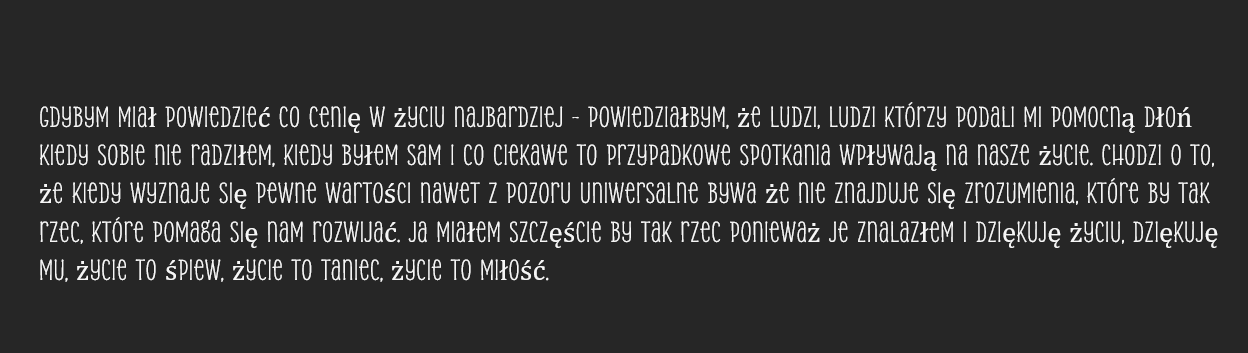 Gdybym miał powiedzieć co cenię w życiu najbardziej - powiedziałbym, że ludzi, ludzi którzy podali mi pomocną dłoń
kiedy sobie nie radziłem, kiedy byłem sam i co ciekawe to przypadkowe spotkania wpływają na nasze życie. Chodzi o to,
że kiedy wyznaje się pewne wartości nawet z pozoru uniwersalne bywa że nie znajduje się zrozumienia, które by tak
rzec, które pomaga się nam rozwijać. Ja miałem szczęście by tak rzec ponieważ je znalazłem i dziękuję życiu, dziękuję
mu, życie to śpiew, życie to taniec, życie to miłość.